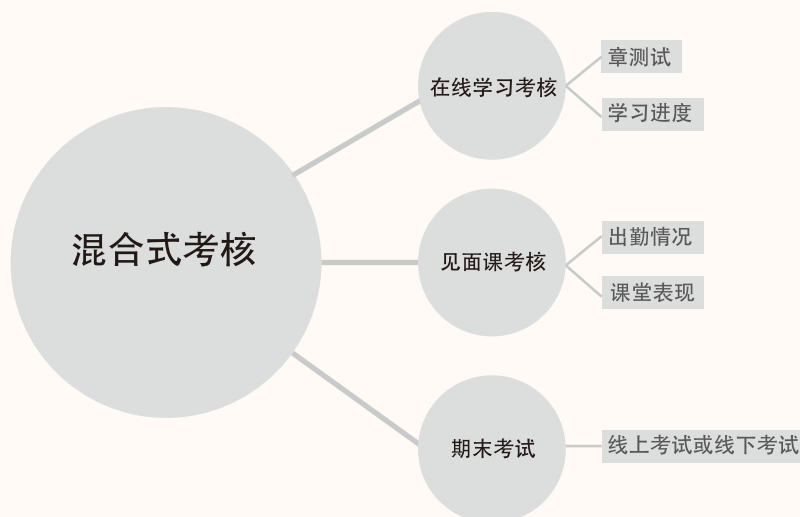 混合式考核
在线学习考核
章测试
学习进度
见面课考核
出勤情况
课堂表现
期末考试
线上考试或线下考试